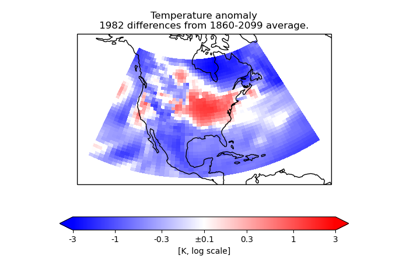 Temperature anomaly
1982 differences from 1860-2099 average.
-3 -1 -0.3 ±0.1 0.3 1 3
[K, log scale]